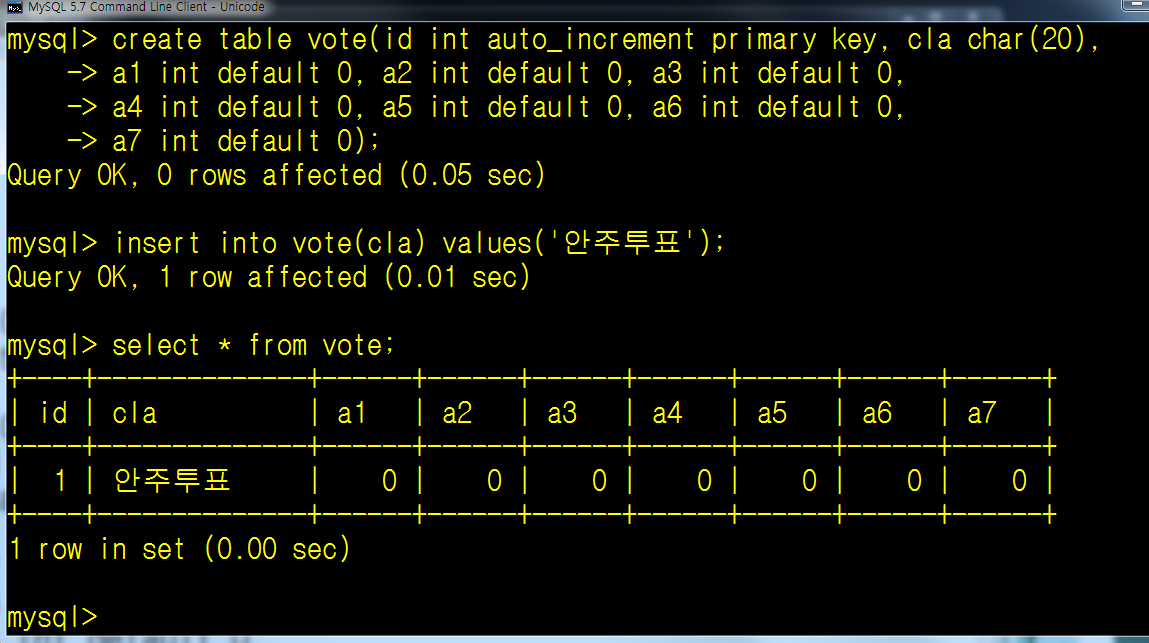 MySQL 5.7 Command Line Client - Unicode
mysql> create table vote(id int auto_increment primary key, cla char(20),
    -> a1 int default 0, a2 int default 0, a3 int default 0,
    -> a4 int default 0, a5 int default 0, a6 int default 0,
    -> a7 int default 0);
Query OK, 0 rows affected (0.05 sec)
mysql> insert into vote(cla) values('안주투표');
Query OK, 1 row affected (0.01 sec)
mysql> select * from vote;
+----+--------------+------+------+------+------+------+------+------+
| id | cla          | a1   | a2   | a3   | a4   | a5   | a6   | a7   |
+----+--------------+------+------+------+------+------+------+------+
|  1 | 안주투표     |    0 |    0 |    0 |    0 |    0 |    0 |    0 |
+----+--------------+------+------+------+------+------+------+------+
1 row in set (0.00 sec)
mysql>